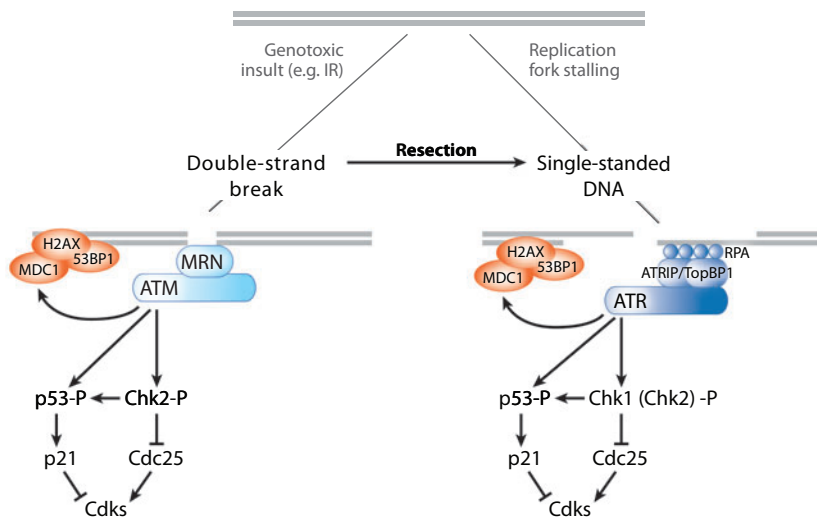 Genotoxic
insult (e.g. IR)
Replication
fork stalling
Double-strand
break
Resection
Single-standed
DNA
H2AX
53BP1
MDC1
MRN
ATM
H2AX
53BP1
MDC1
RPA
ATRIP/TopBP1
ATR
p53-P
Chk2-P
p53-P
Chk1 (Chk2) -P
p21
Cdc25
p21
Cdc25
Cdks
Cdks